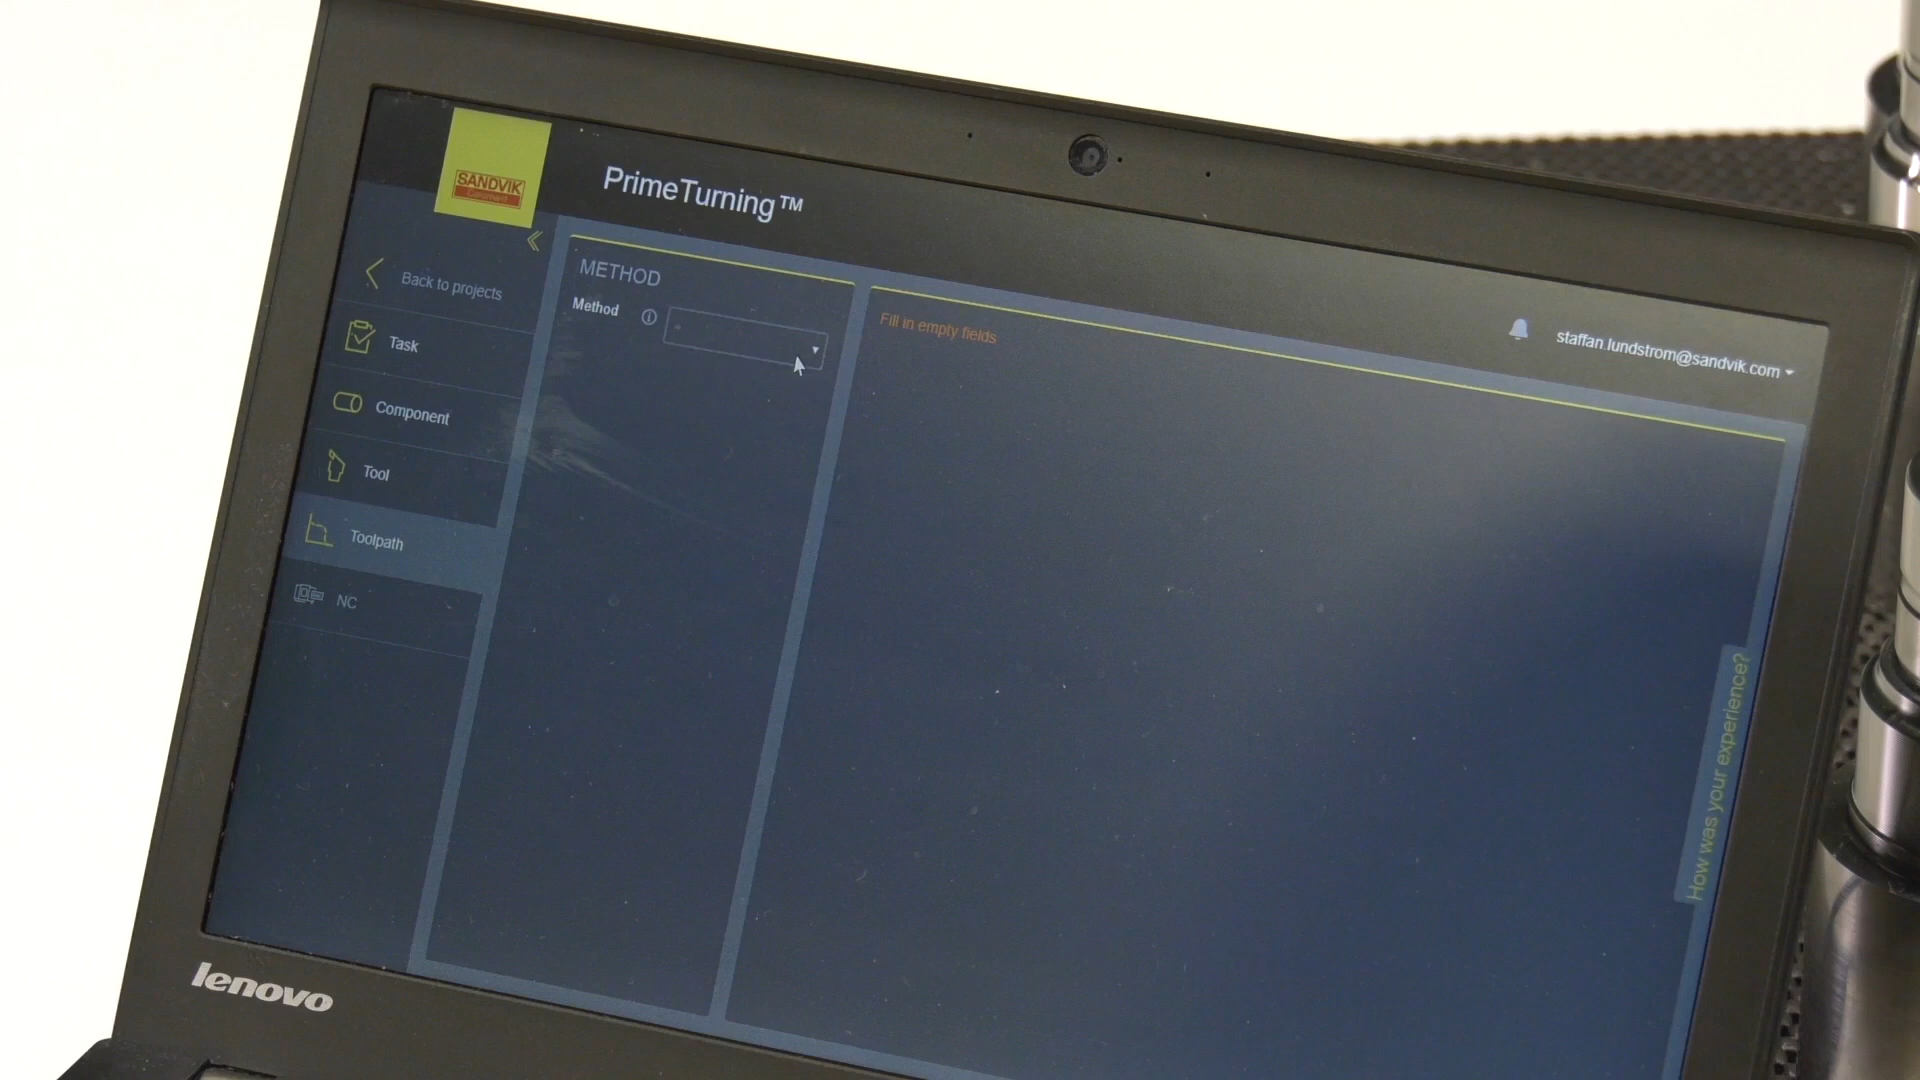 SANDVIK
Coromant
PrimeTurning™
staffan.lundstrom@sandvik.com
Back to projects
Task
Component
Tool
Toolpath
NC
METHOD
Method
Fill in empty fields
How was your experience?
lenovo